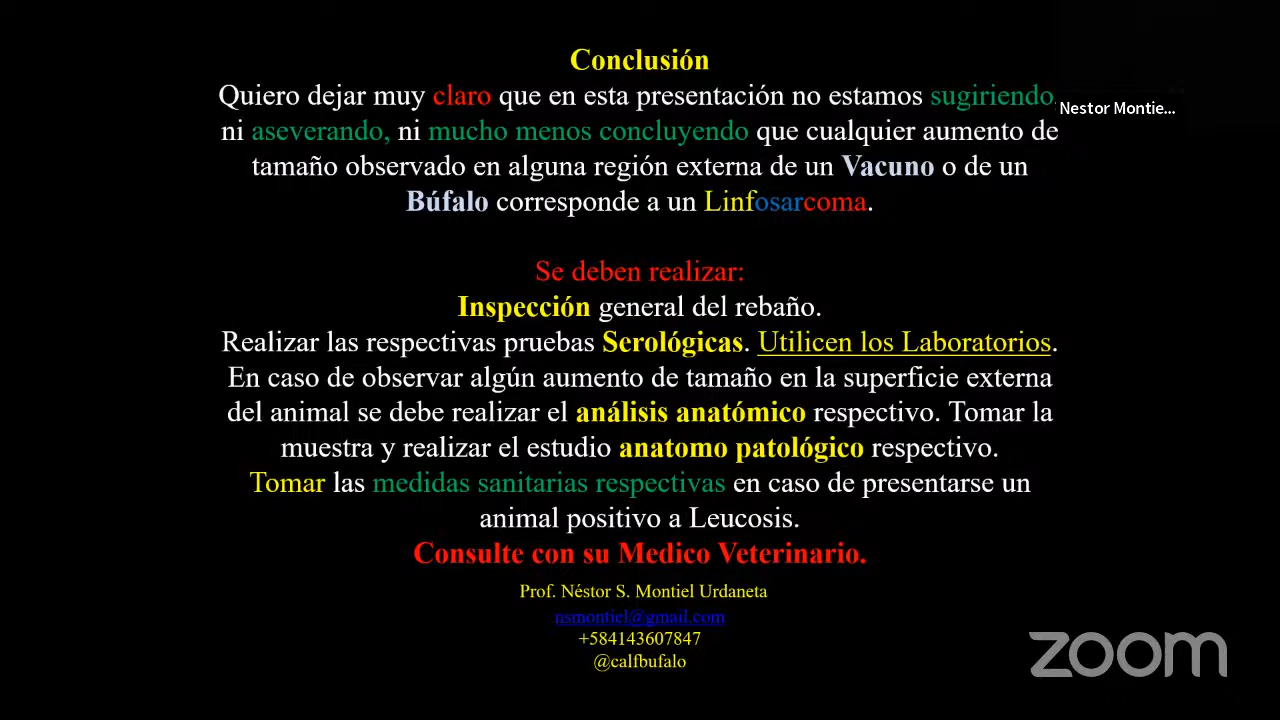 Conclusión
Quiero dejar muy claro que en esta presentación no estamos sugiriendo,
Nestor Montie...
ni aseverando, ni mucho menos concluyendo que cualquier aumento de
tamaño observado en alguna región externa de un Vacuno o de un
Búfalo corresponde a un Linfosarcoma.
Se deben realizar:
Inspección general del rebaño.
Realizar las respectivas pruebas Serológicas. Utilicen los Laboratorios.
En caso de observar algún aumento de tamaño en la superficie externa
del animal se debe realizar el análisis anatómico respectivo. Tomar la
muestra y realizar el estudio anatomo patológico respectivo.
Tomar las medidas sanitarias respectivas en caso de presentarse un
animal positivo a Leucosis.
Consulte con su Medico Veterinario.
Prof. Néstor S. Montiel Urdaneta
nsmontiel@gmail.com
+584143607847
@calfbufalo
zoom